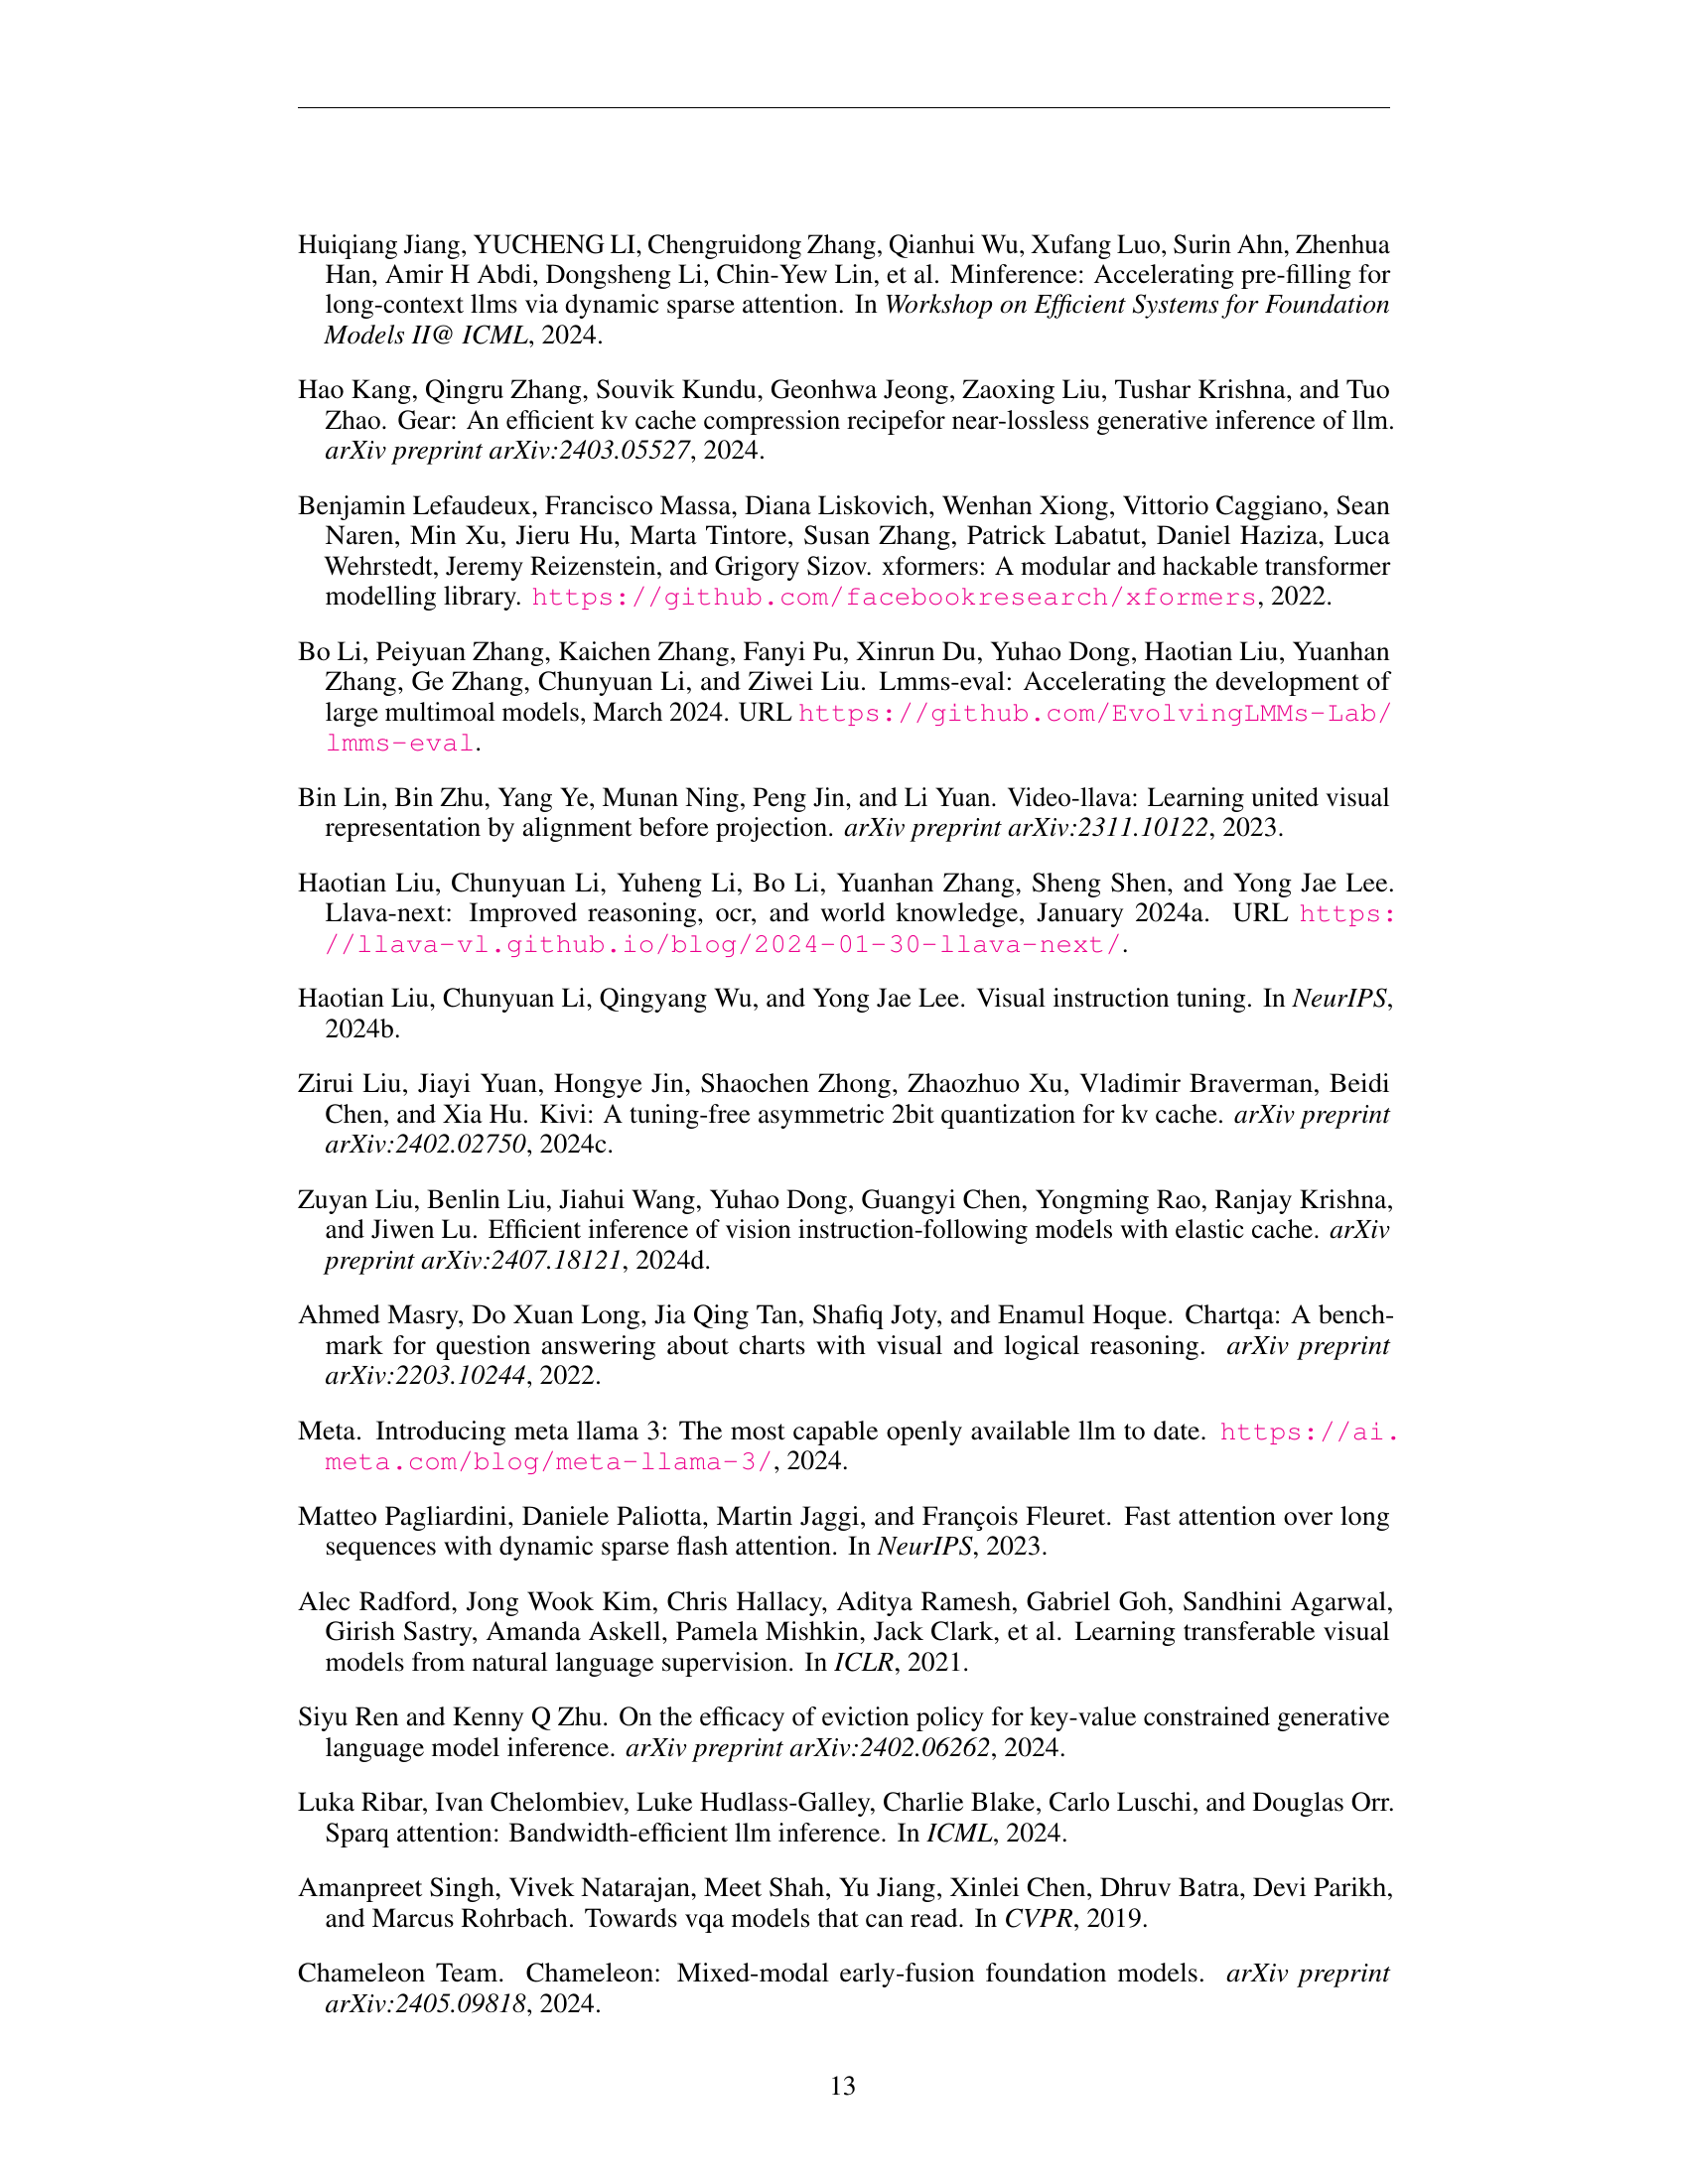 Huiqiang Jiang, YUCHENG LI, Chengruidong Zhang, Qianhui Wu, Xufang Luo, Surin Ahn, Zhenhua
Han, Amir H Abdi, Dongsheng Li, Chin-Yew Lin, et al. Minference: Accelerating pre-filling for
long-context llms via dynamic sparse attention. In Workshop on Efficient Systems for Foundation
Models II@ ICML, 2024.
Hao Kang, Qingru Zhang, Souvik Kundu, Geonhwa Jeong, Zaoxing Liu, Tushar Krishna, and Tuo
Zhao. Gear: An efficient kv cache compression recipefor near-lossless generative inference of llm.
arXiv preprint arXiv:2403.05527, 2024.
Benjamin Lefaudeux, Francisco Massa, Diana Liskovich, Wenhan Xiong, Vittorio Caggiano, Sean
Naren, Min Xu, Jieru Hu, Marta Tintore, Susan Zhang, Patrick Labatut, Daniel Haziza, Luca
Wehrstedt, Jeremy Reizenstein, and Grigory Sizov. xformers: A modular and hackable transformer
modelling library. https://github.com/facebookresearch/xformers, 2022.
Bo Li, Peiyuan Zhang, Kaichen Zhang, Fanyi Pu, Xinrun Du, Yuhao Dong, Haotian Liu, Yuanhan
Zhang, Ge Zhang, Chunyuan Li, and Ziwei Liu. Lmms-eval: Accelerating the development of
large multimoal models, March 2024. URL https://github.com/EvolvingLMMs-Lab/
lmms-eval.
Bin Lin, Bin Zhu, Yang Ye, Munan Ning, Peng Jin, and Li Yuan. Video-llava: Learning united visual
representation by alignment before projection. arXiv preprint arXiv:2311.10122, 2023.
Haotian Liu, Chunyuan Li, Yuheng Li, Bo Li, Yuanhan Zhang, Sheng Shen, and Yong Jae Lee.
Llava-next: Improved reasoning, ocr, and world knowledge, January 2024a. URL https:
//llava-vl.github.io/blog/2024-01-30-llava-next/.
Haotian Liu, Chunyuan Li, Qingyang Wu, and Yong Jae Lee. Visual instruction tuning. In NeurIPS,
2024b.
Zirui Liu, Jiayi Yuan, Hongye Jin, Shaochen Zhong, Zhaozhuo Xu, Vladimir Braverman, Beidi
Chen, and Xia Hu. Kivi: A tuning-free asymmetric 2bit quantization for kv cache. arXiv preprint
arXiv:2402.02750, 2024c.
Zuyan Liu, Benlin Liu, Jiahui Wang, Yuhao Dong, Guangyi Chen, Yongming Rao, Ranjay Krishna,
and Jiwen Lu. Efficient inference of vision instruction-following models with elastic cache. arXiv
preprint arXiv:2407.18121, 2024d.
Ahmed Masry, Do Xuan Long, Jia Qing Tan, Shafiq Joty, and Enamul Hoque. Chartqa: A bench-
mark for question answering about charts with visual and logical reasoning. arXiv preprint
arXiv:2203.10244, 2022.
Meta. Introducing meta llama 3: The most capable openly available llm to date. https://ai.
meta.com/blog/meta-llama-3/, 2024.
Matteo Pagliardini, Daniele Paliotta, Martin Jaggi, and François Fleuret. Fast attention over long
sequences with dynamic sparse flash attention. In NeurIPS, 2023.
Alec Radford, Jong Wook Kim, Chris Hallacy, Aditya Ramesh, Gabriel Goh, Sandhini Agarwal,
Girish Sastry, Amanda Askell, Pamela Mishkin, Jack Clark, et al. Learning transferable visual
models from natural language supervision. In ICLR, 2021.
Siyu Ren and Kenny Q Zhu. On the efficacy of eviction policy for key-value constrained generative
language model inference. arXiv preprint arXiv:2402.06262, 2024.
Luka Ribar, Ivan Chelombiev, Luke Hudlass-Galley, Charlie Blake, Carlo Luschi, and Douglas Orr.
Sparq attention: Bandwidth-efficient llm inference. In ICML, 2024.
Amanpreet Singh, Vivek Natarajan, Meet Shah, Yu Jiang, Xinlei Chen, Dhruv Batra, Devi Parikh,
and Marcus Rohrbach. Towards vqa models that can read. In CVPR, 2019.
Chameleon Team. Chameleon: Mixed-modal early-fusion foundation models. arXiv preprint
arXiv:2405.09818, 2024.
13